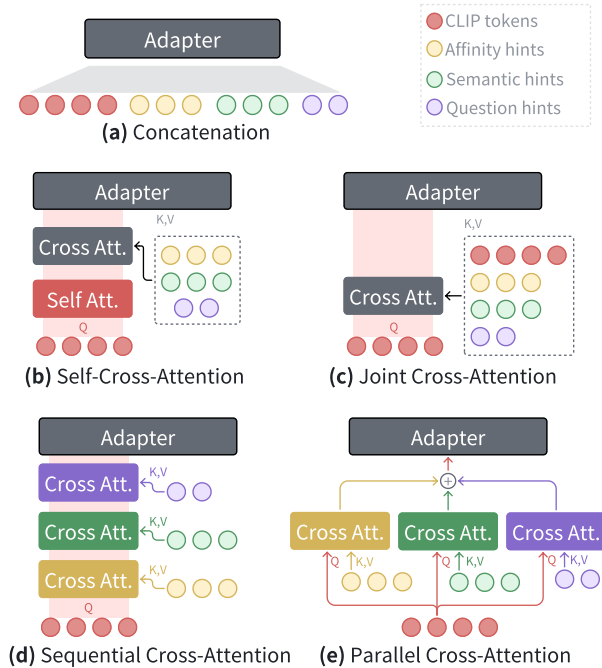 Adapter
CLIP tokens
Affinity hints
Semantic hints
Question hints
(a) Concatenation
Adapter
K,V
Cross Att.
Self Att.
Q
(b) Self-Cross-Attention
Adapter
K,V
Cross Att.
Q
(c) Joint Cross-Attention
Adapter
Cross Att.
K,V
Cross Att.
K,V
Cross Att.
K,V
Q
(d) Sequential Cross-Attention
Adapter
+
Cross Att.
Cross Att.
Cross Att.
Q
K,V
Q
K,V
Q
K,V
(e) Parallel Cross-Attention